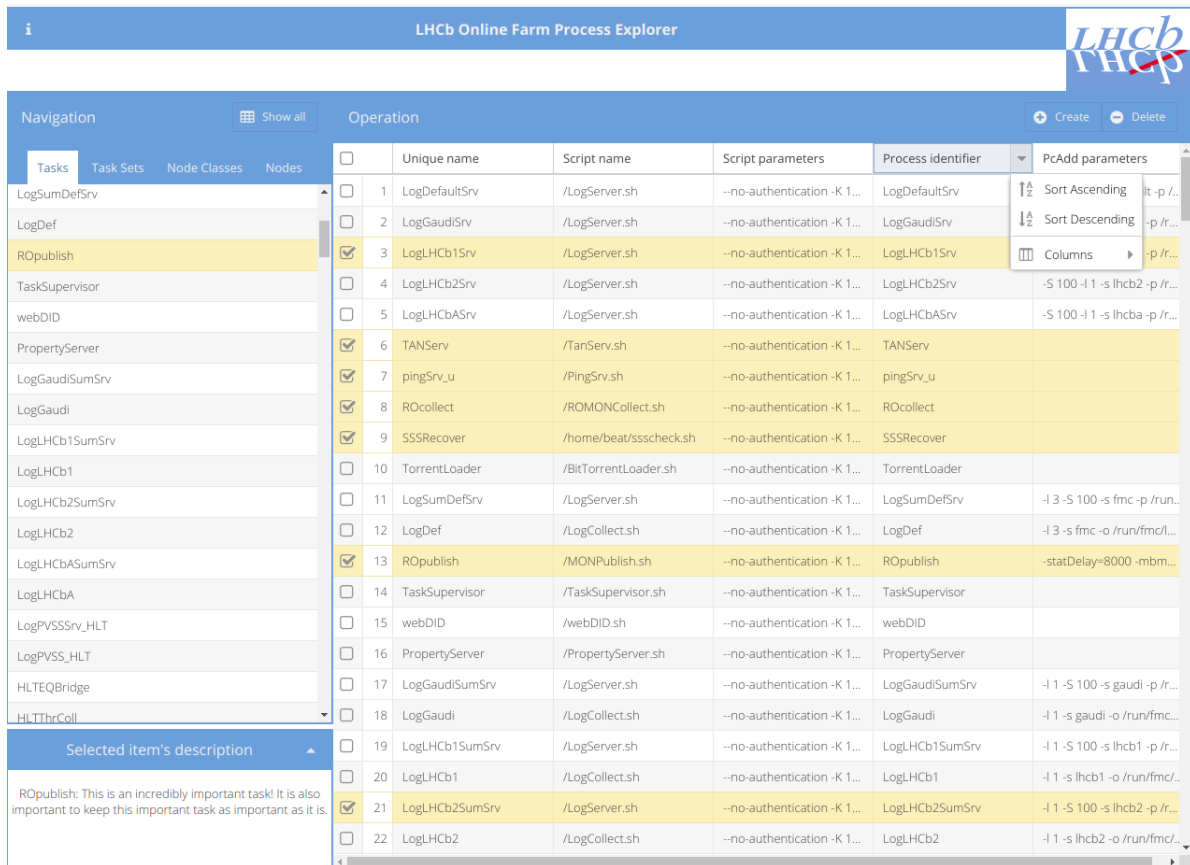 i LHCb Online Farm Process Explorer
LHCb
Navigation Show all Operation Create Delete
Tasks Task Sets Node Classes Nodes
LogSumDefSrv
LogDef
ROpublish
TaskSupervisor
webDID
PropertyServer
LogGaudiSumSrv
LogGaudi
LogLHCb1SumSrv
LogLHCb1
LogLHCb2SumSrv
LogLHCb2
LogLHCbASumSrv
LogLHCbA
LogPVSSSrv_HLT
LogPVSS_HLT
HLTEQBridge
HLTThrColl
Selected item's description
ROpublish: This is an incredibly important task! It is also
important to keep this important task as important as it is.
Unique name Script name Script parameters Process identifier PcAdd parameters
1 LogDefaultSrv /LogServer.sh --no-authentication -K 1... LogDefaultSrv lt -p /..
2 LogGaudiSrv /LogServer.sh --no-authentication -K 1... LogGaudiSrv -p /r...
3 LogLHCb1Srv /LogServer.sh --no-authentication -K 1... LogLHCb1Srv -p /r...
4 LogLHCb2Srv /LogServer.sh --no-authentication -K 1... LogLHCb2Srv -S 100 -l 1 -s lhcb2 -p /r...
5 LogLHCbASrv /LogServer.sh --no-authentication -K 1... LogLHCbASrv -S 100 -l 1 -s lhcba -p /r...
6 TANServ /TanServ.sh --no-authentication -K 1... TANServ
7 pingSrv_u /PingSrv.sh --no-authentication -K 1... pingSrv_u
8 ROcollect /ROMONCollect.sh --no-authentication -K 1... ROcollect
9 SSSRecover /home/beat/ssscheck.sh --no-authentication -K 1... SSSRecover
10 TorrentLoader /BitTorrentLoader.sh --no-authentication -K 1... TorrentLoader
11 LogSumDefSrv /LogServer.sh --no-authentication -K 1... LogSumDefSrv -l 3 -S 100 -s fmc -p /run...
12 LogDef /LogCollect.sh --no-authentication -K 1... LogDef -l 3 -s fmc -o /run/fmc/l...
13 ROpublish /MONPublish.sh --no-authentication -K 1... ROpublish -statDelay=8000 -mbm...
14 TaskSupervisor /TaskSupervisor.sh --no-authentication -K 1... TaskSupervisor
15 webDID /webDID.sh --no-authentication -K 1... webDID
16 PropertyServer /PropertyServer.sh --no-authentication -K 1... PropertyServer
17 LogGaudiSumSrv /LogServer.sh --no-authentication -K 1... LogGaudiSumSrv -l 1 -S 100 -s gaudi -p /r...
18 LogGaudi /LogCollect.sh --no-authentication -K 1... LogGaudi -l 1 -s gaudi -o /run/fmc...
19 LogLHCb1SumSrv /LogServer.sh --no-authentication -K 1... LogLHCb1SumSrv -l 1 -S 100 -s lhcb1 -p /r...
20 LogLHCb1 /LogCollect.sh --no-authentication -K 1... LogLHCb1 -l 1 -s lhcb1 -o /run/fmc/..
21 LogLHCb2SumSrv /LogServer.sh --no-authentication -K 1... LogLHCb2SumSrv -l 1 -S 100 -s lhcb2 -p /r...
22 LogLHCb2 /LogCollect.sh --no-authentication -K 1... LogLHCb2 -l 1 -s lhcb2 -o /run/fmc/..
Sort Ascending
Sort Descending
Columns